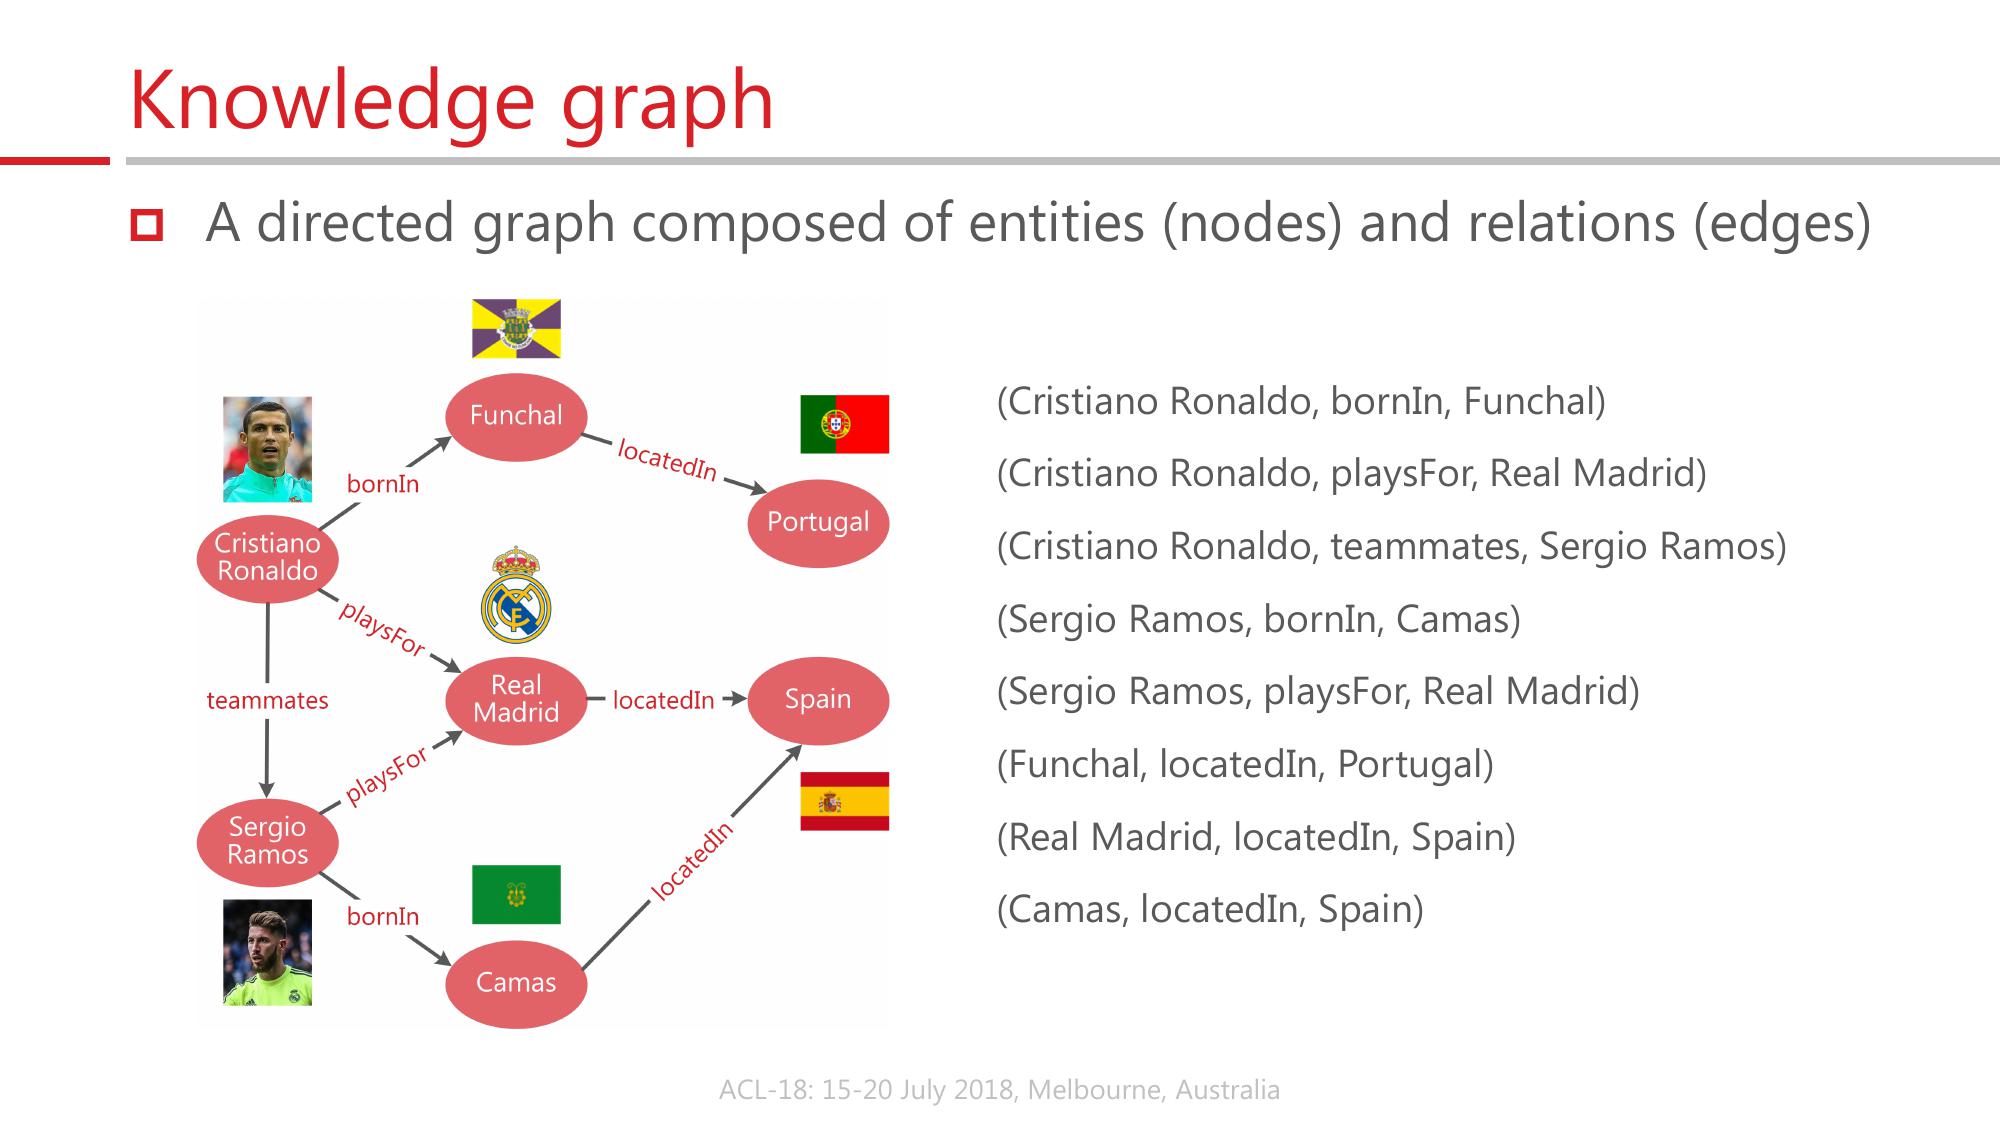 Knowledge graph
A directed graph composed of entities (nodes) and relations (edges)
Funchal
bornIn
locatedIn
Portugal
Cristiano
Ronaldo
playsFor
teammates
Real
Madrid
locatedIn
Spain
playsFor
Sergio
Ramos
bornIn
locatedIn
Camas
(Cristiano Ronaldo, bornIn, Funchal)
(Cristiano Ronaldo, playsFor, Real Madrid)
(Cristiano Ronaldo, teammates, Sergio Ramos)
(Sergio Ramos, bornIn, Camas)
(Sergio Ramos, playsFor, Real Madrid)
(Funchal, locatedIn, Portugal)
(Real Madrid, locatedIn, Spain)
(Camas, locatedIn, Spain)
ACL-18: 15-20 July 2018, Melbourne, Australia